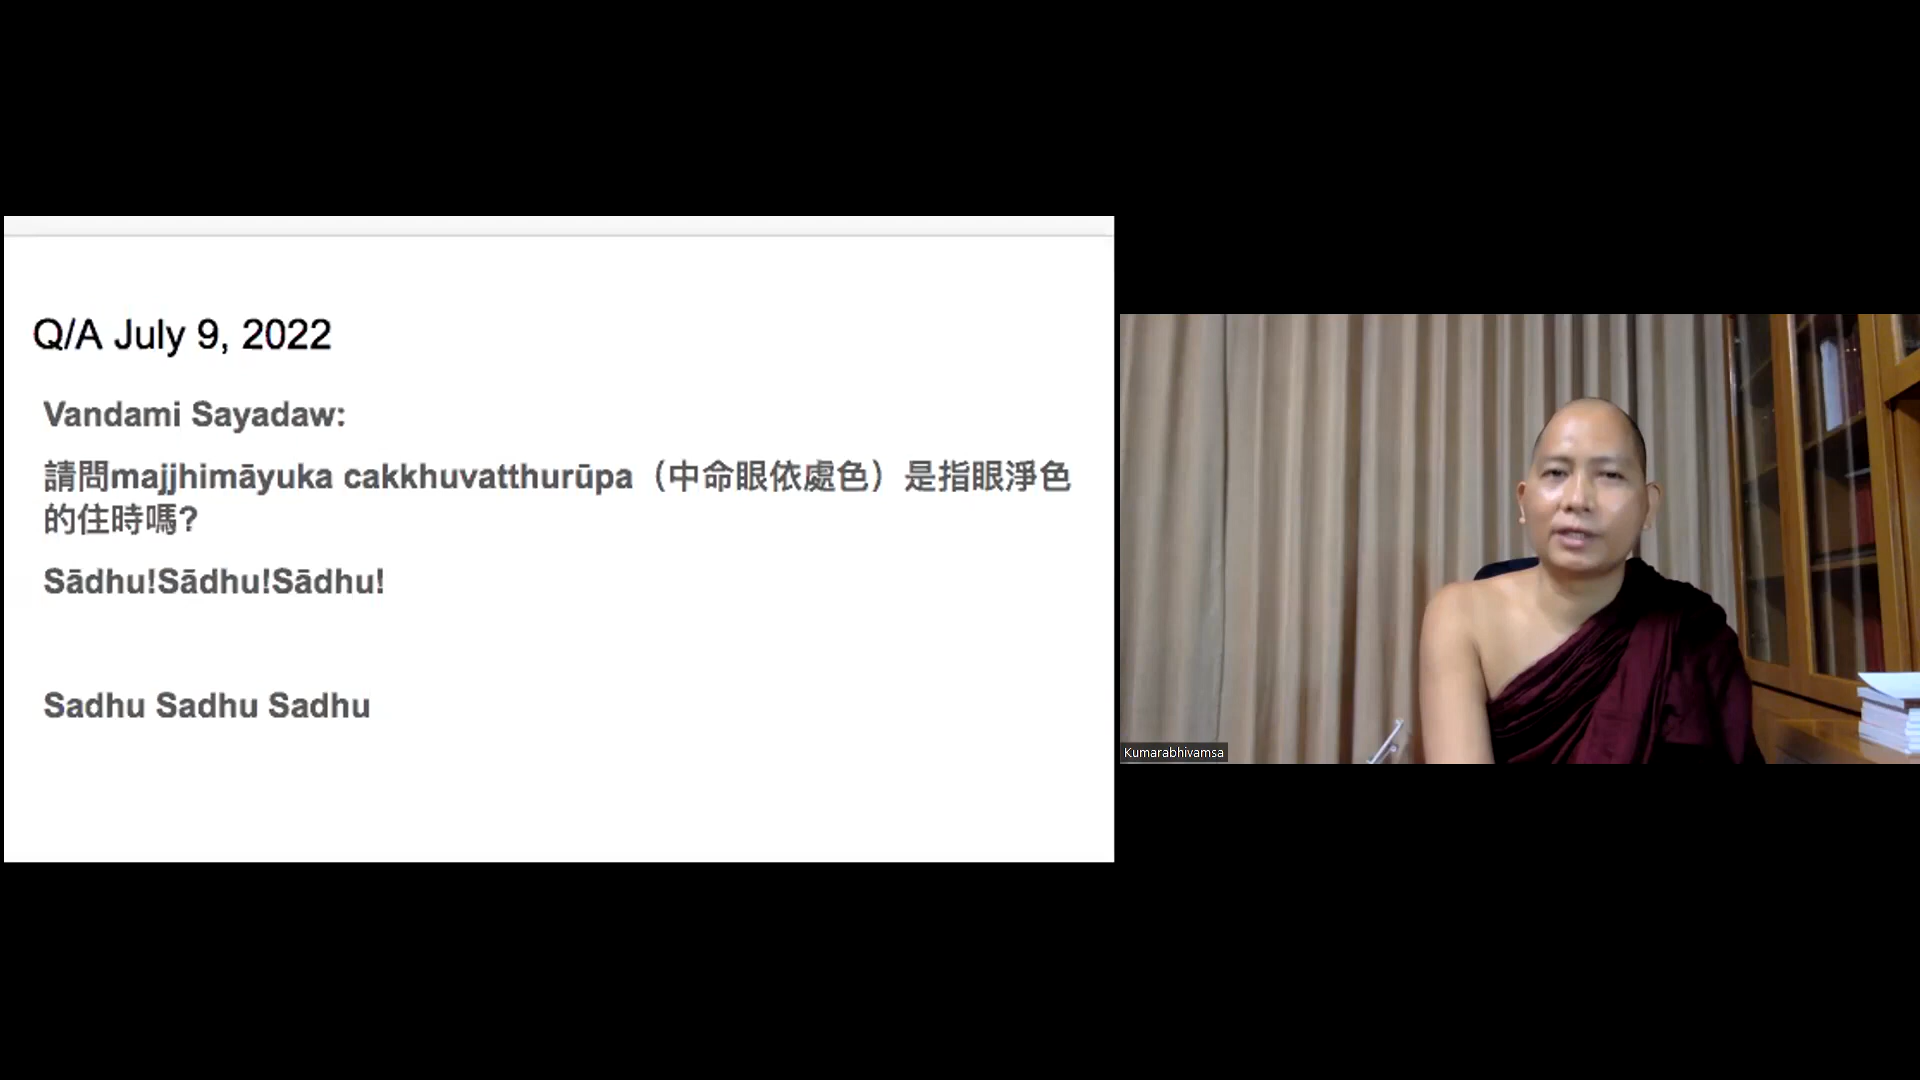 Q/A July 9, 2022
Vandami Sayadaw:
請問majjhimāyuka cakkhuvatthurūpa（中命眼依處色）是指眼淨色
的住時嗎?
Sādhu!Sādhu!Sādhu!
Sadhu Sadhu Sadhu
Kumarabhivamsa